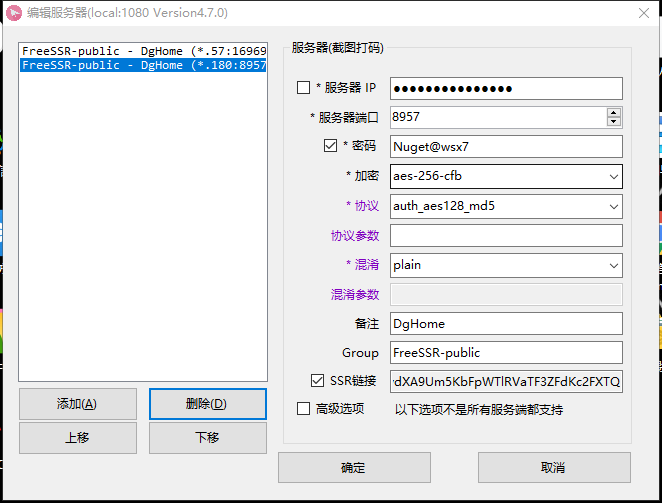 编辑服务器(local:1080 Version4.7.0)
FreeSSR-public - DgHome (*.57:16969
FreeSSR-public - DgHome (*.180:8957
添加(A)
删除(D)
上移
下移
服务器(截图打码)
* 服务器 IP
●●●●●●●●●●●●●●●
* 服务器端口
8957
* 密码
Nuget@wsx7
* 加密
aes-256-cfb
* 协议
auth_aes128_md5
协议参数
* 混淆
plain
混淆参数
备注
DgHome
Group
FreeSSR-public
SSR链接
dXA9Um5KbFpWTlRVaTF3ZFdKc2FXTQ
高级选项
以下选项不是所有服务端都支持
确定
取消